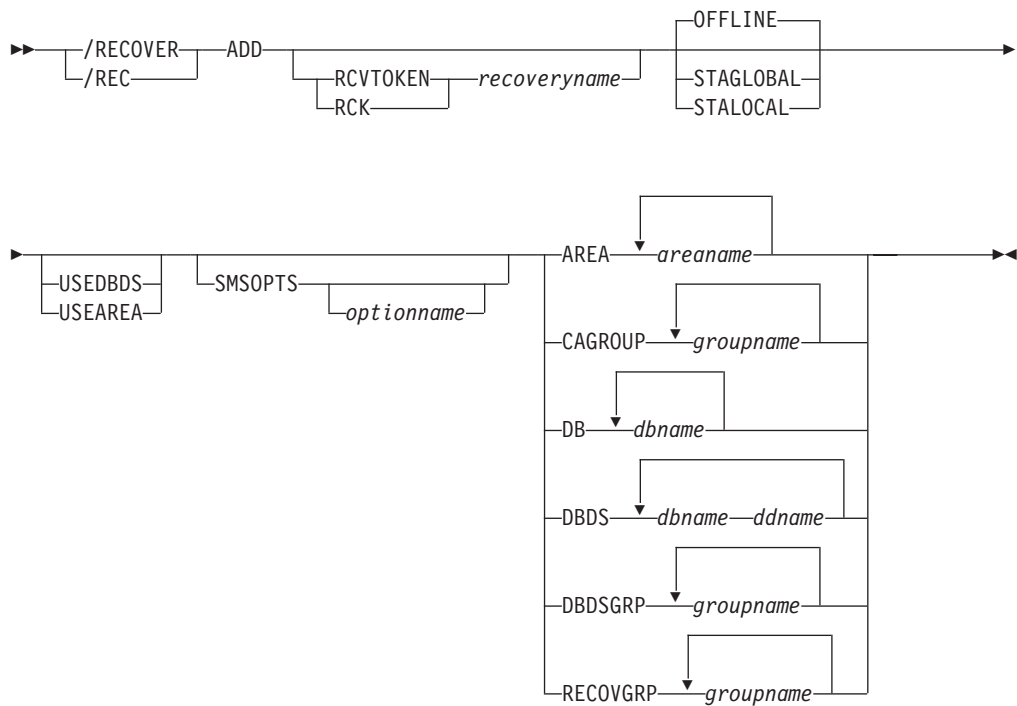 OFFLINE
/RECOVER ADD
/REC
RCVTOKEN recoveryname STAGLOBAL
RCK STALOCAL
AREA areaname
USEDBDS SMSOPTS
USEAREA optionname
CAGROUP groupname
DB dbname
DBDS dbname ddname
DBDSGRP groupname
RECOVGRP groupname